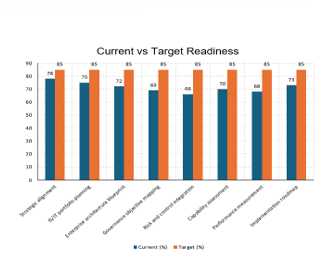 Current vs Target Readiness
90
80
70
60
50
40
30
20
10
0
78 85 75 85 72 85 69 85 66 85 70 85 68 85 73 85
Strategic alignment
IS/IT portfolio planning
Enterprise architecture blueprint
Governance objective mapping
Risk and control integration
Capability assessment
Performance measurement
Implementation roadmap
Current (%) Target (%)